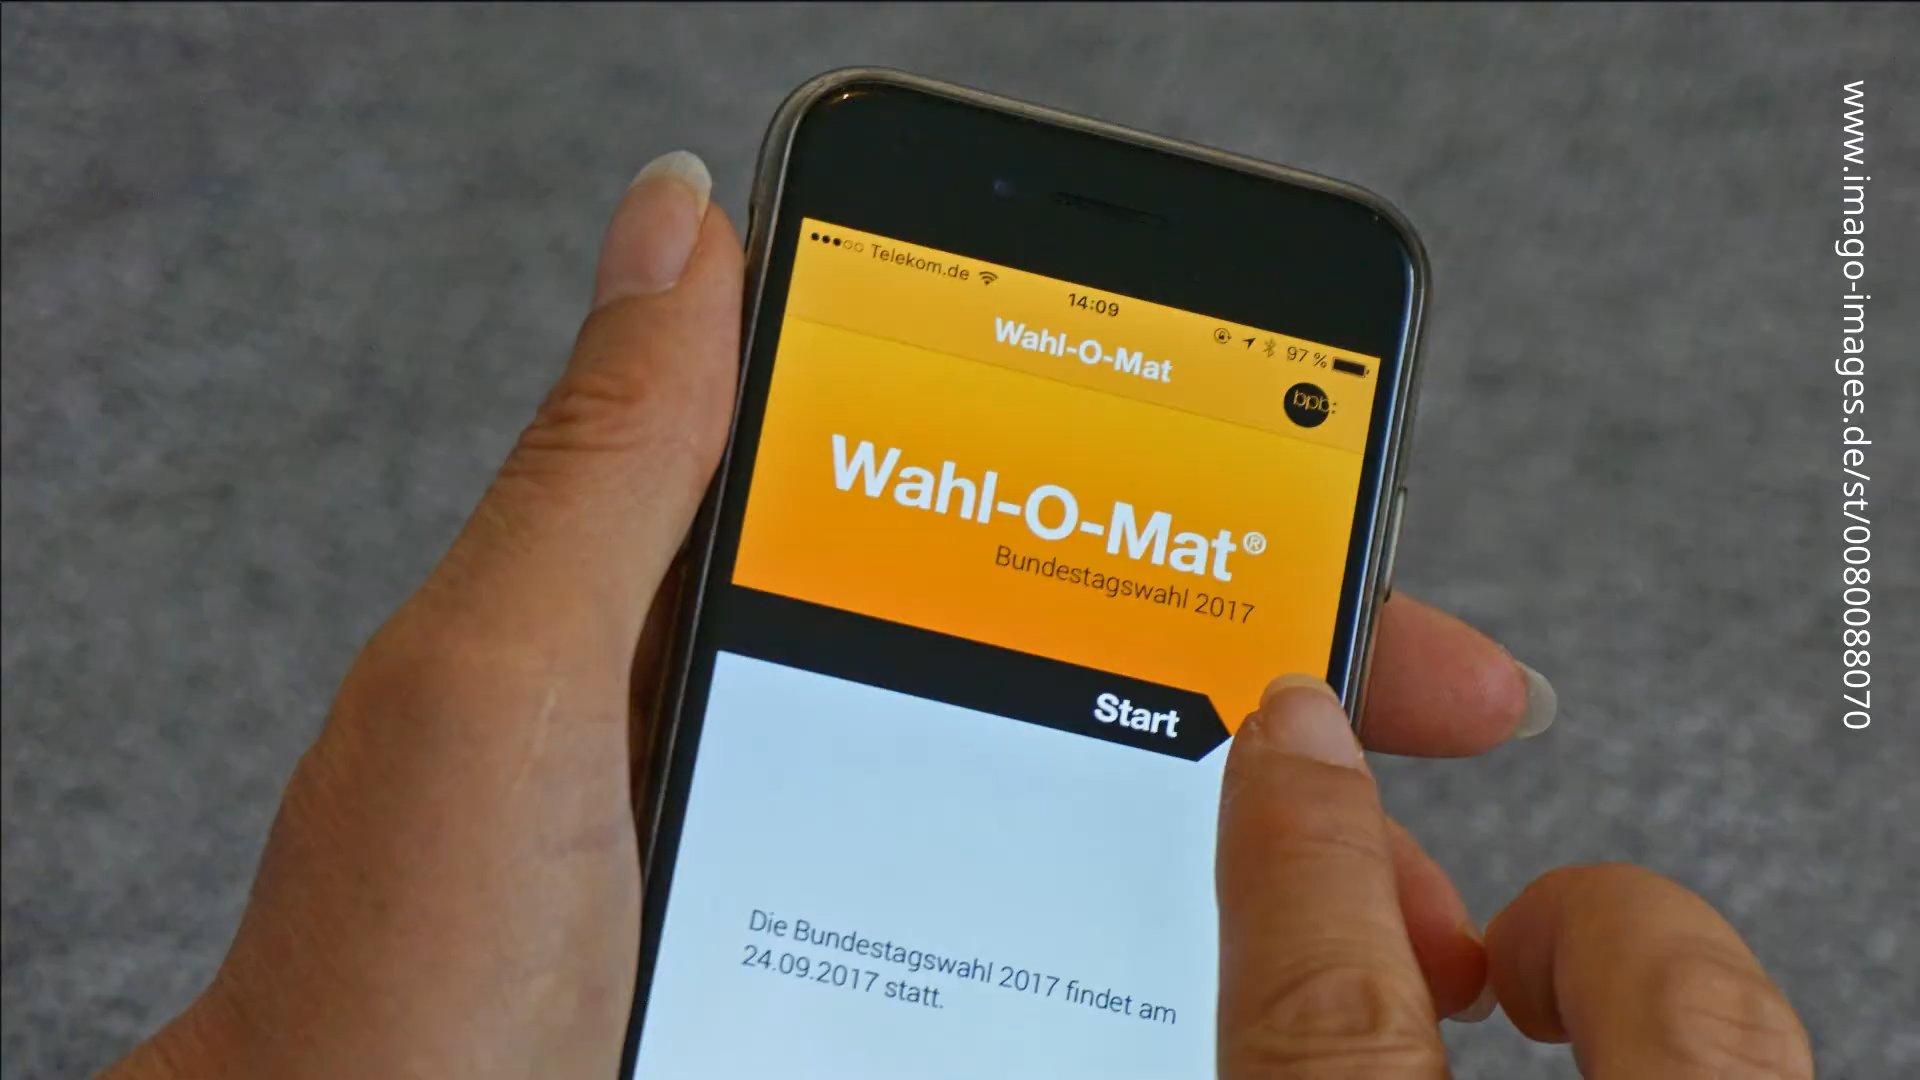 Telekom.de
14:09
97 %
Wahl-O-Mat
bpb:
Wahl-O-Mat®
Bundestagswahl 2017
Start
Die Bundestagswahl 2017 findet am
24.09.2017 statt.
www.imago-images.de/st/0080088070